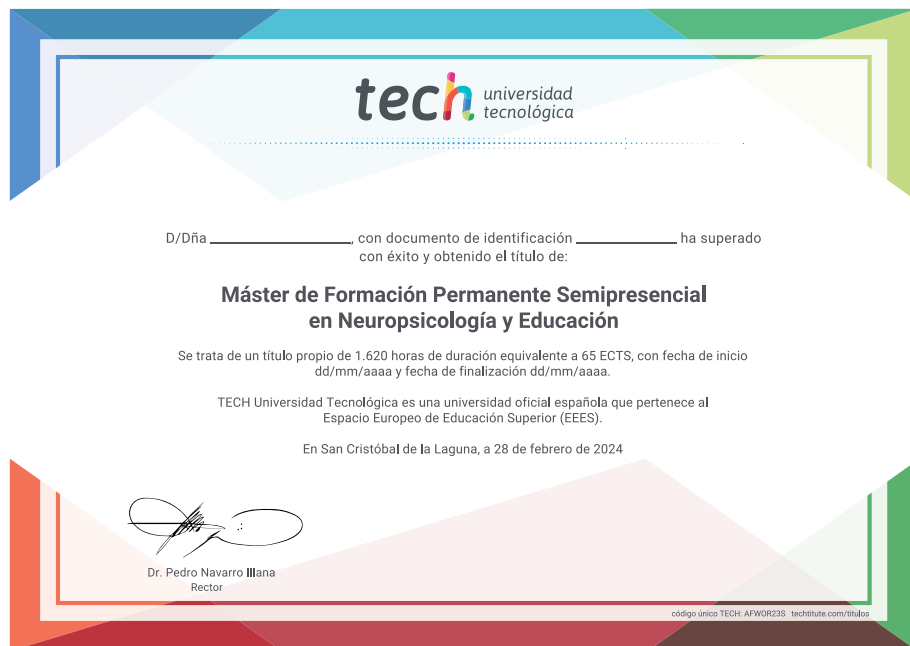 tech universidad
tecnológica
D/Dña ____________________, con documento de identificación ______________ ha superado
con éxito y obtenido el título de:
Máster de Formación Permanente Semipresencial
en Neuropsicología y Educación
Se trata de un título propio de 1.620 horas de duración equivalente a 65 ECTS, con fecha de inicio
dd/mm/aaaa y fecha de finalización dd/mm/aaaa.
TECH Universidad Tecnológica es una universidad oficial española que pertenece al
Espacio Europeo de Educación Superior (EEES).
En San Cristóbal de la Laguna, a 28 de febrero de 2024
Dr. Pedro Navarro Illana
Rector
código único TECH: AFWOR23S techtitute.com/titulos